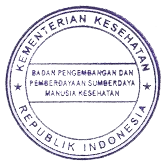 KEMENTERIAN KESEHATAN
BADAN PENGEMBANGAN DAN
PEMBERDAYAAN SUMBERDAYA
MANUSIA KESEHATAN
REPUBLIK INDONESIA